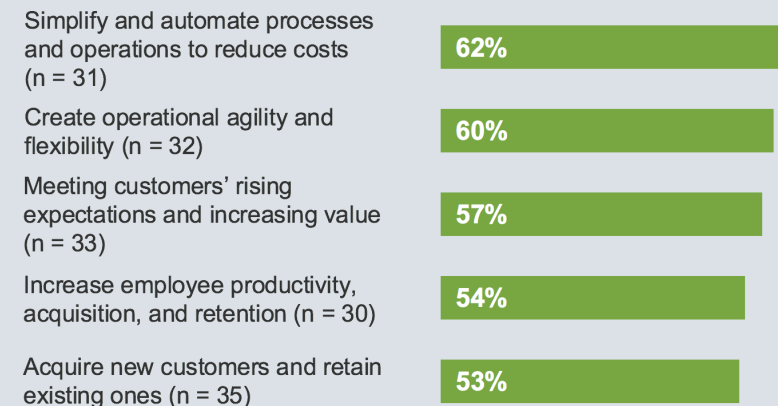 Simplify and automate processes
and operations to reduce costs
(n = 31)
62%
Create operational agility and
flexibility (n = 32)
60%
Meeting customers’ rising
expectations and increasing value
(n = 33)
57%
Increase employee productivity,
acquisition, and retention (n = 30)
54%
Acquire new customers and retain
existing ones (n = 35)
53%